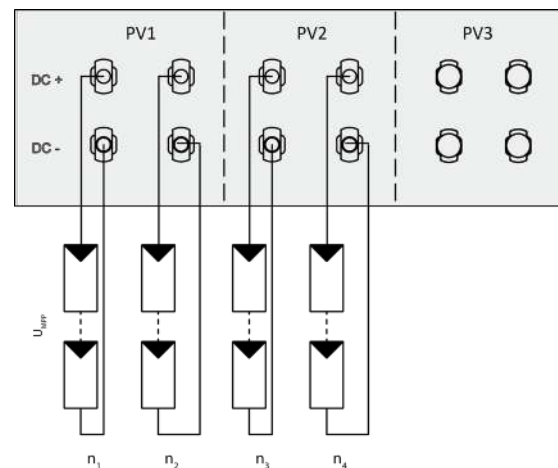 PV1 PV2 PV3
DC +
DC -
U_MPP
n₁ n₂ n₃ n₄